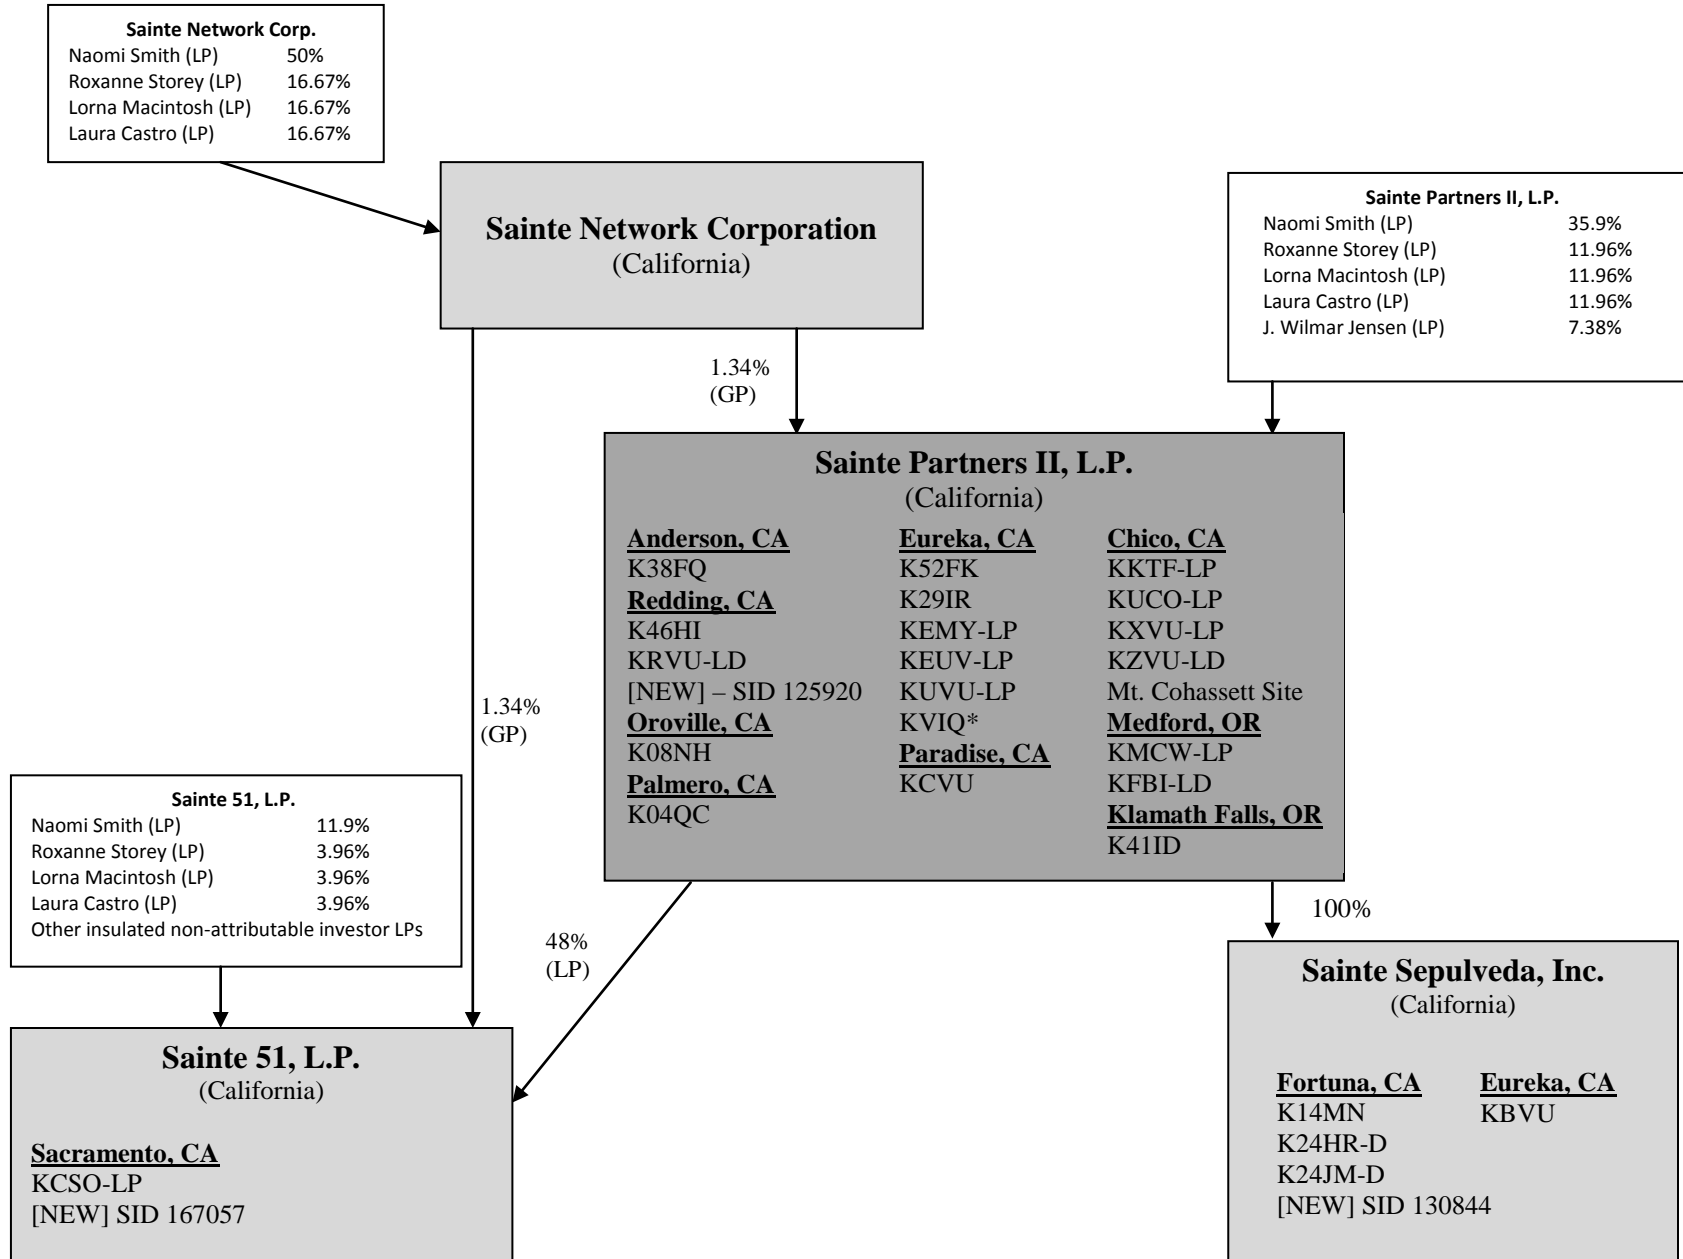 Sainte Network Corp.
Naomi Smith (LP) 50%
Roxanne Storey (LP) 16.67%
Lorna Macintosh (LP) 16.67%
Laura Castro (LP) 16.67%
Sainte Network Corporation
(California)
Sainte Partners II, L.P.
Naomi Smith (LP) 35.9%
Roxanne Storey (LP) 11.96%
Lorna Macintosh (LP) 11.96%
Laura Castro (LP) 11.96%
J. Wilmar Jensen (LP) 7.38%
1.34%
(GP)
Sainte Partners II, L.P.
(California)
Anderson, CA
K38FQ
Redding, CA
K46HI
KRVU-LD
[NEW] – SID 125920
Oroville, CA
K08NH
Palmero, CA
K04QC
Eureka, CA
K52FK
K29IR
KEMY-LP
KEUV-LP
KUVU-LP
KVIQ*
Paradise, CA
KCVU
Chico, CA
KKTF-LP
KUCO-LP
KXVU-LP
KZVU-LD
Mt. Cohassett Site
Medford, OR
KMCW-LP
KFBI-LD
Klamath Falls, OR
K41ID
1.34%
(GP)
Sainte 51, L.P.
Naomi Smith (LP) 11.9%
Roxanne Storey (LP) 3.96%
Lorna Macintosh (LP) 3.96%
Laura Castro (LP) 3.96%
Other insulated non-attributable investor LPs
48%
(LP)
100%
Sainte 51, L.P.
(California)
Sacramento, CA
KCSO-LP
[NEW] SID 167057
Sainte Sepulveda, Inc.
(California)
Fortuna, CA
K14MN
K24HR-D
K24JM-D
[NEW] SID 130844
Eureka, CA
KBVU